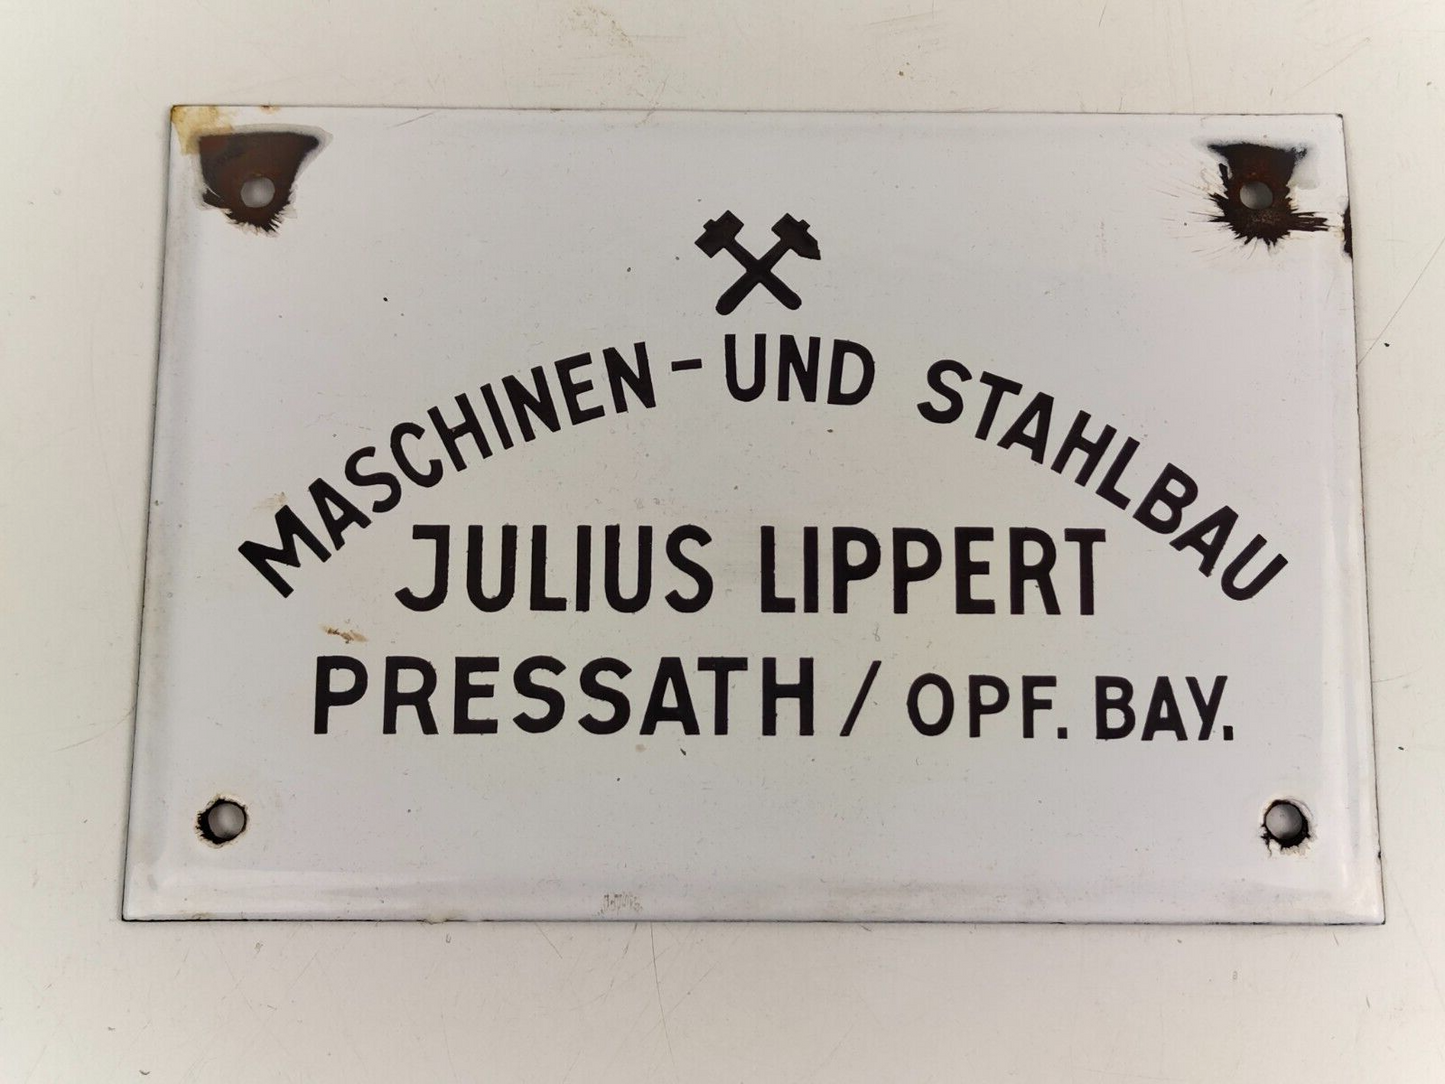 MASCHINEN-UND STAHLBAU
JULIUS LIPPERT
PRESSATH / OPF. BAY.